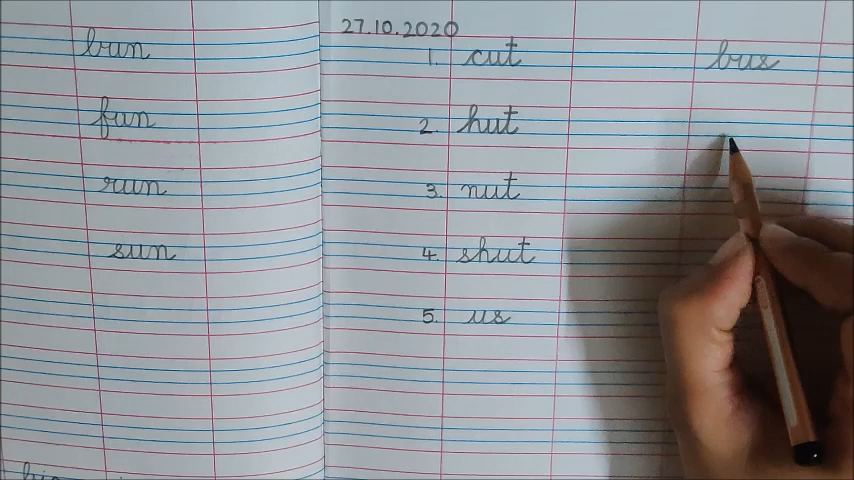 bun
fun
run
sun
27.10.2020
1. cut
2. hut
3. nut
4. shut
5. us
bus